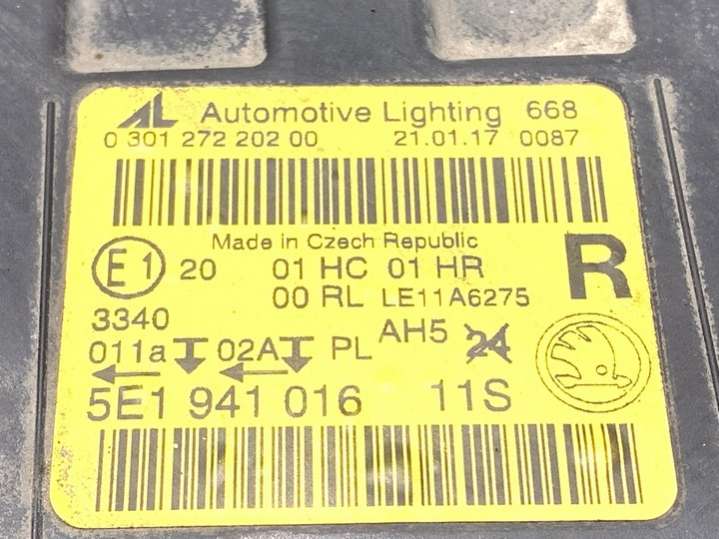 AL Automotive Lighting 668
0 301 272 202 00 21.01.17 0087
Made in Czech Republic
E1 20 01 HC 01 HR R
00 RL LE11A6275
3340
011a 02A PL AH5 24
5E1 941 016 11S